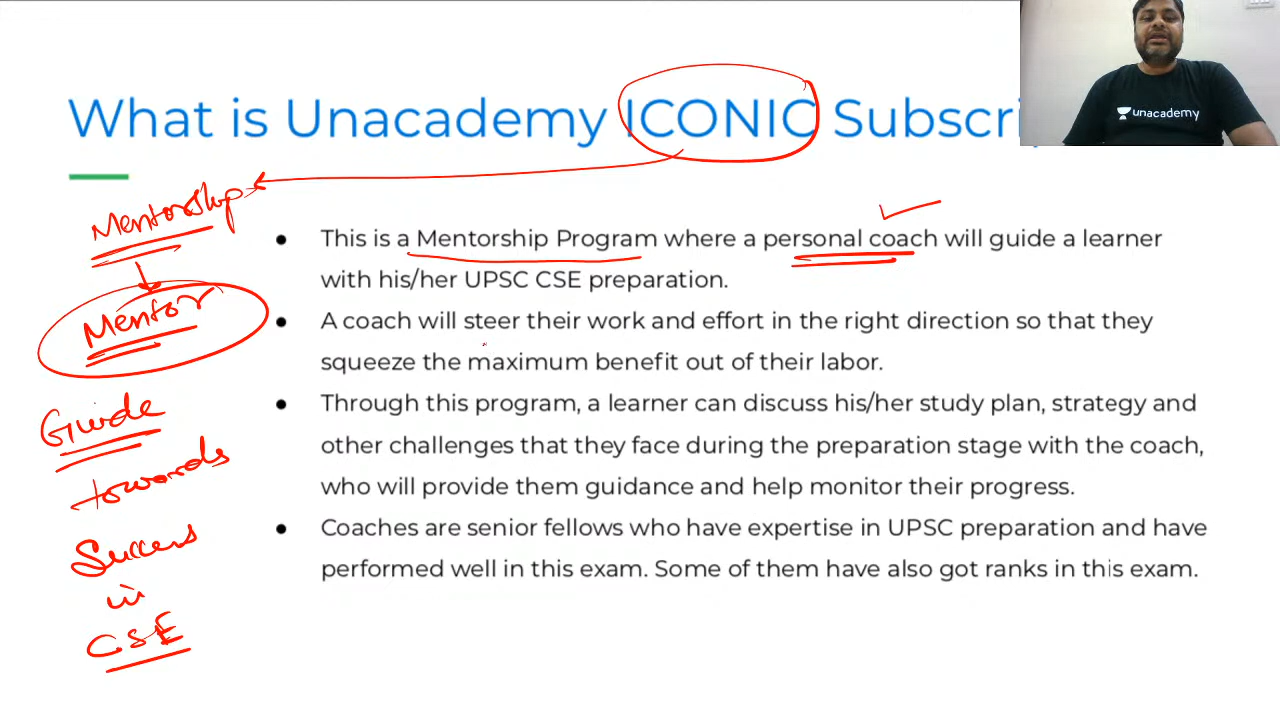 What is Unacademy ICONIC Subscri
unacademy
Mentorship
Mentor
Guide
towards
Success
in
CSE
● This is a Mentorship Program where a personal coach will guide a learner
with his/her UPSC CSE preparation.
● A coach will steer their work and effort in the right direction so that they
squeeze the maximum benefit out of their labor.
● Through this program, a learner can discuss his/her study plan, strategy and
other challenges that they face during the preparation stage with the coach,
who will provide them guidance and help monitor their progress.
● Coaches are senior fellows who have expertise in UPSC preparation and have
performed well in this exam. Some of them have also got ranks in this exam.